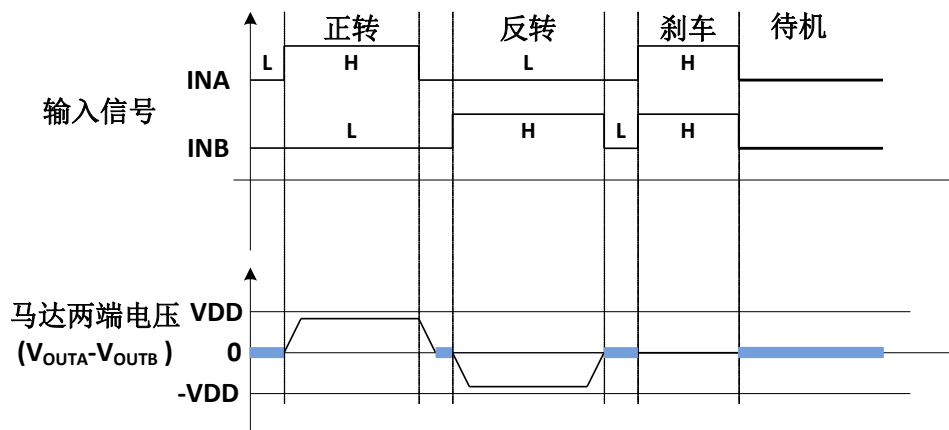 正转 反转 刹车 待机
L H L H
INA
输入信号
L H L H
INB
马达两端电压
(VOUTA-VOUTB )
VDD
0
-VDD